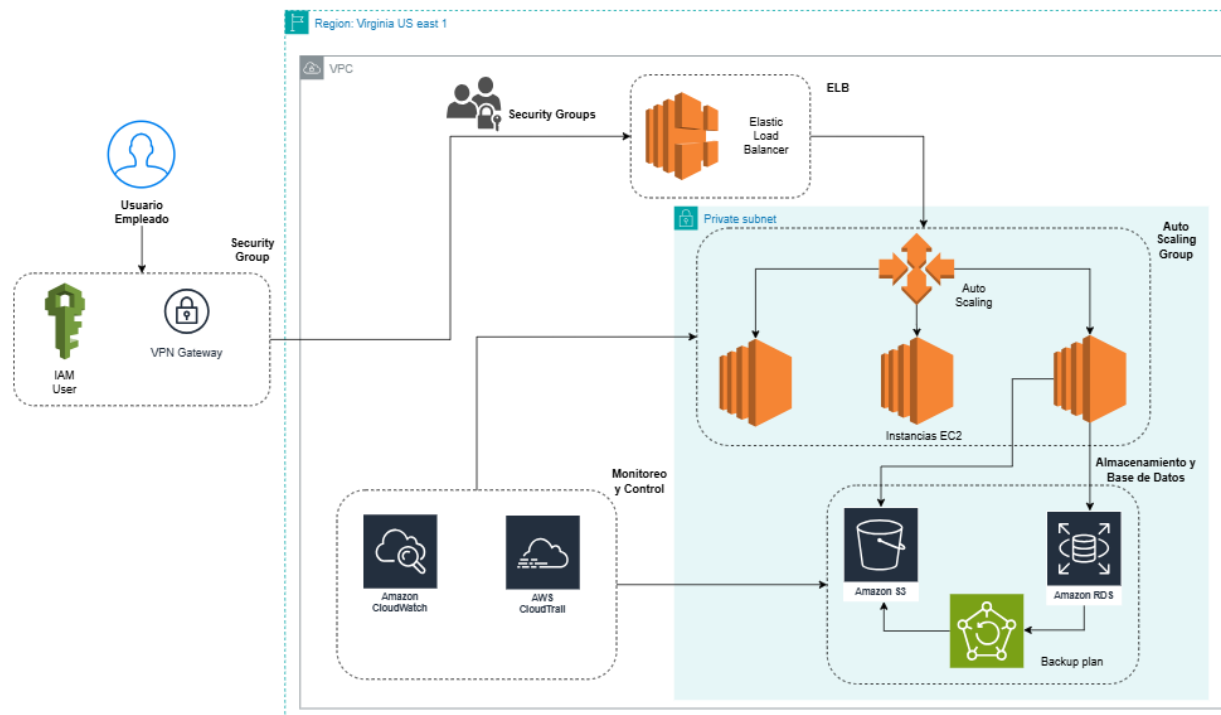 Region: Virginia US east 1
VPC
Security Groups
ELB
Elastic
Load
Balancer
Usuario
Empleado
Security
Group
IAM
User
VPN Gateway
Private subnet
Auto
Scaling
Group
Auto
Scaling
Instancias EC2
Monitoreo
y Control
Amazon
CloudWatch
AWS
CloudTrail
Almacenamiento y
Base de Datos
Amazon S3
Amazon RDS
Backup plan